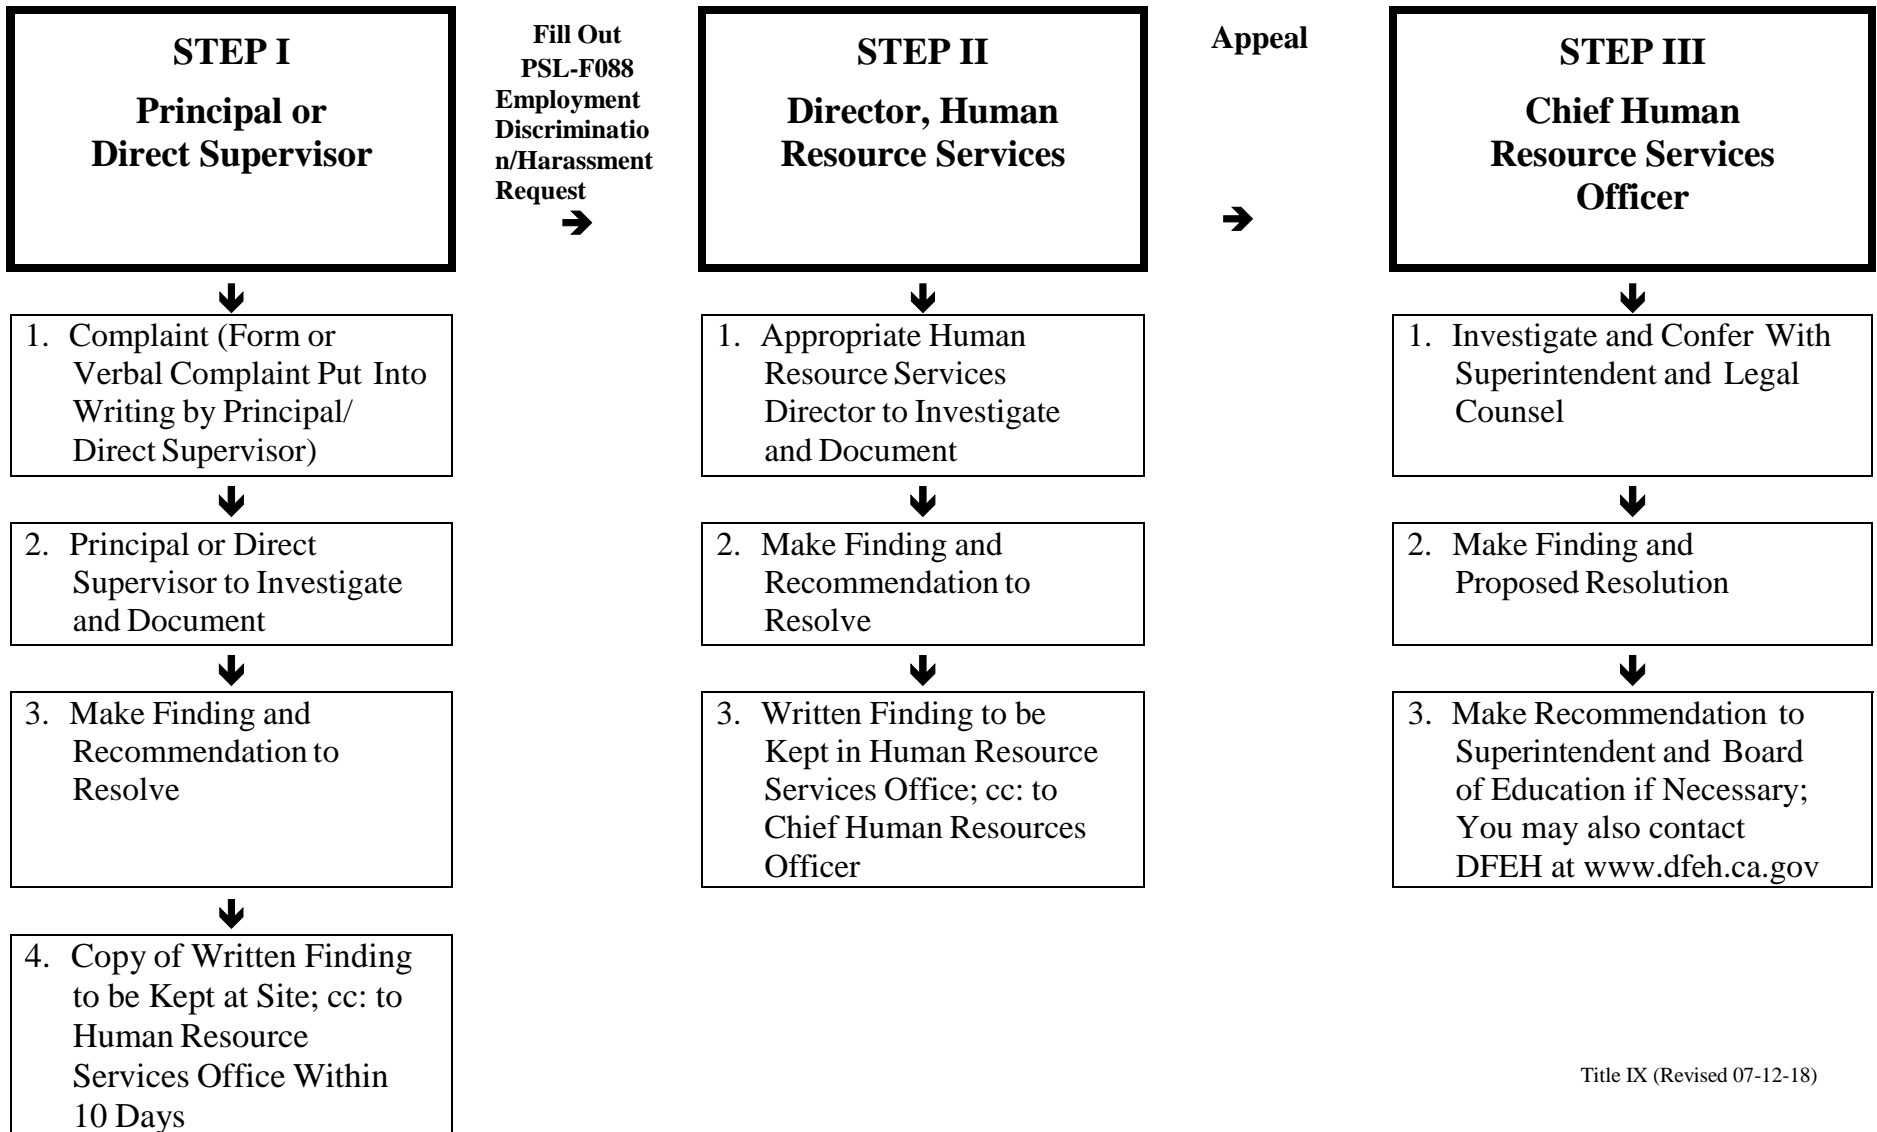 STEP I
Principal or
Direct Supervisor
Fill Out
PSL-F088
Employment
Discriminatio
n/Harassment
Request
STEP II
Director, Human
Resource Services
Appeal
STEP III
Chief Human
Resource Services
Officer
1. Complaint (Form or
Verbal Complaint Put Into
Writing by Principal/
Direct Supervisor)
2. Principal or Direct
Supervisor to Investigate
and Document
3. Make Finding and
Recommendation to
Resolve
4. Copy of Written Finding
to be Kept at Site; cc: to
Human Resource
Services Office Within
10 Days
1. Appropriate Human
Resource Services
Director to Investigate
and Document
2. Make Finding and
Recommendation to
Resolve
3. Written Finding to be
Kept in Human Resource
Services Office; cc: to
Chief Human Resources
Officer
1. Investigate and Confer With
Superintendent and Legal
Counsel
2. Make Finding and
Proposed Resolution
3. Make Recommendation to
Superintendent and Board
of Education if Necessary;
You may also contact
DFEH at www.dfeh.ca.gov
Title IX (Revised 07-12-18)